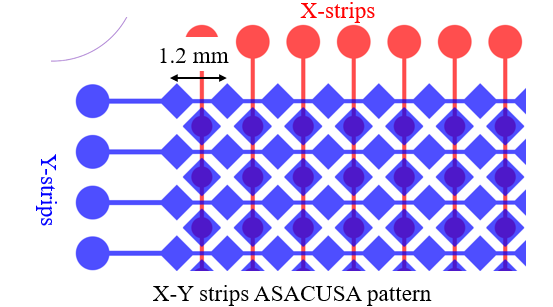 X-strips
1.2 mm
Y-strips
X-Y strips ASACUSA pattern